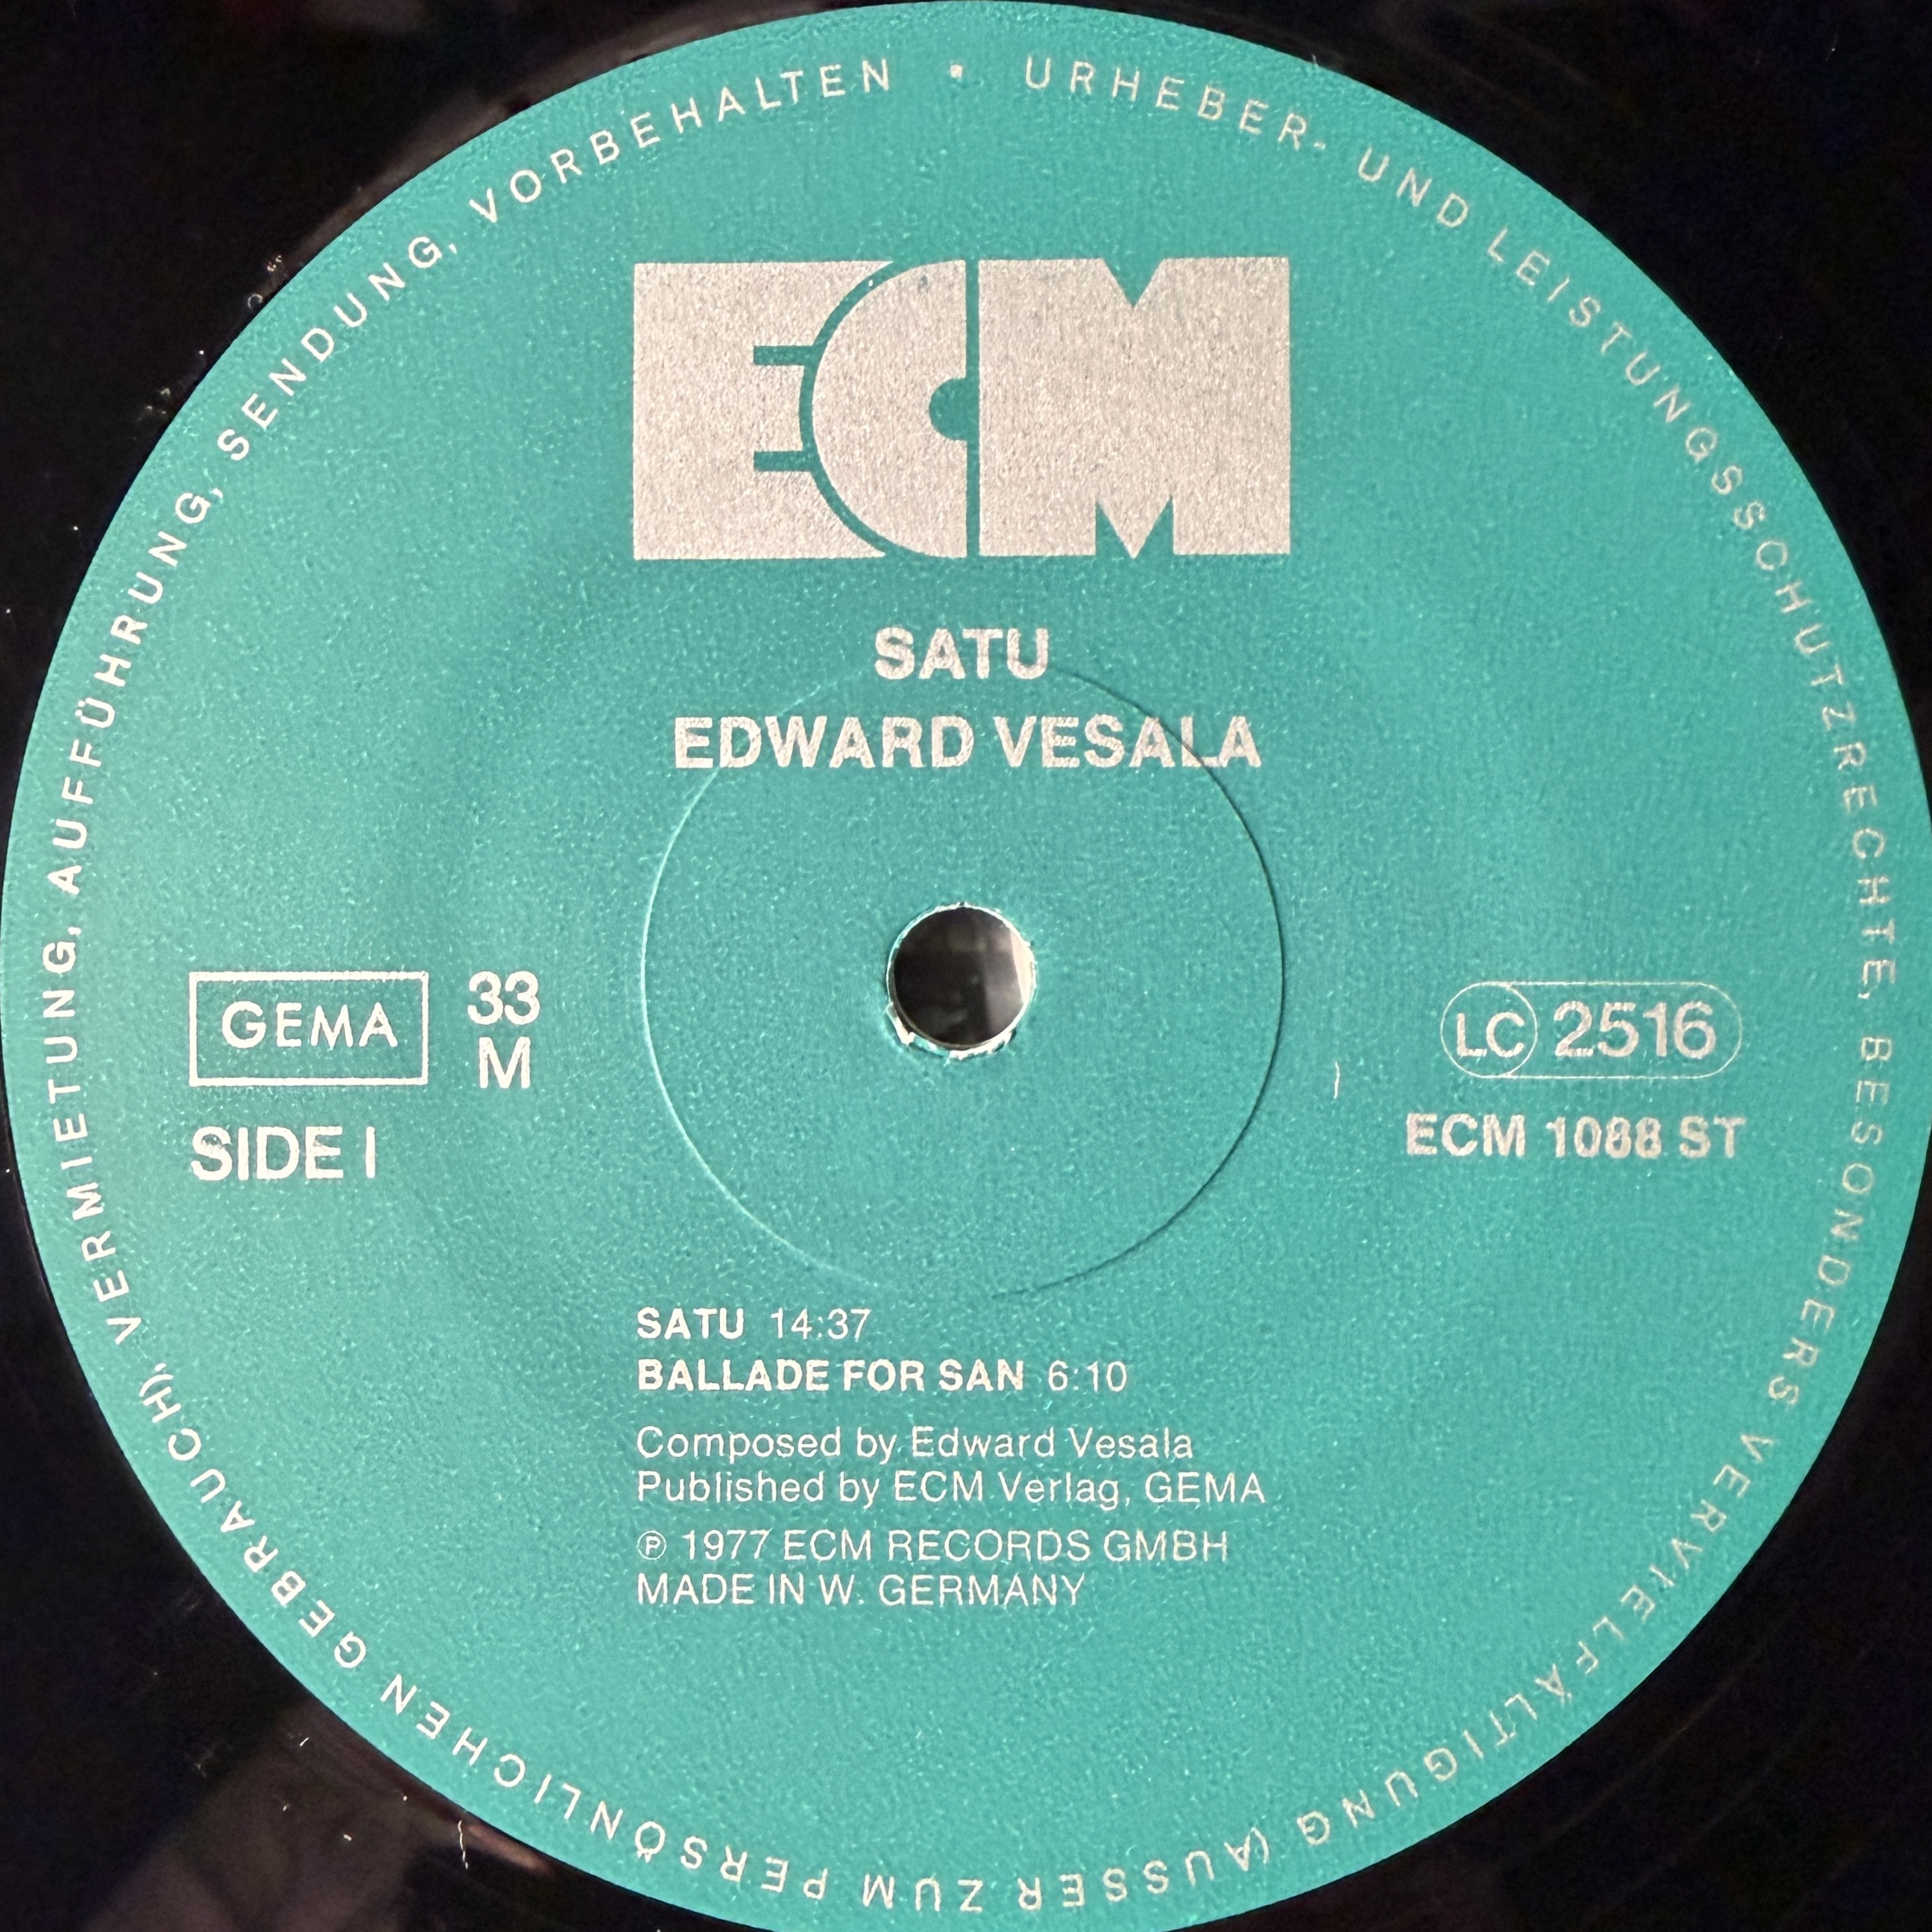 URHEBER- UND LEISTUNGSSCHUTZRECHTE, BESONDERS VERVIELFÄLTIGUNG (AUSSER ZUM PERSÖNLICHEN GEBRAUCH), VERMIETUNG, AUFFÜHRUNG, SENDUNG, VORBEHALTEN •
ECM
SATU
EDWARD VESALA
GEMA
33
M
SIDE I
LC 2516
ECM 1088 ST
SATU 14:37
BALLADE FOR SAN 6:10
Composed by Edward Vesala
Published by ECM Verlag, GEMA
℗ 1977 ECM RECORDS GMBH
MADE IN W. GERMANY